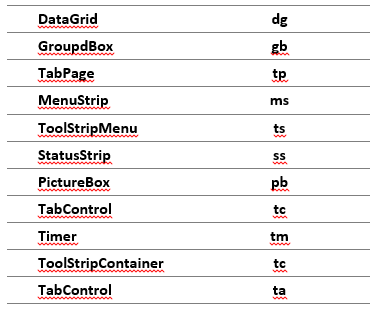 DataGrid dg
GroupdBox gb
TabPage tp
MenuStrip ms
ToolStripMenu ts
StatusStrip ss
PictureBox pb
TabControl tc
Timer tm
ToolStripContainer tc
TabControl ta